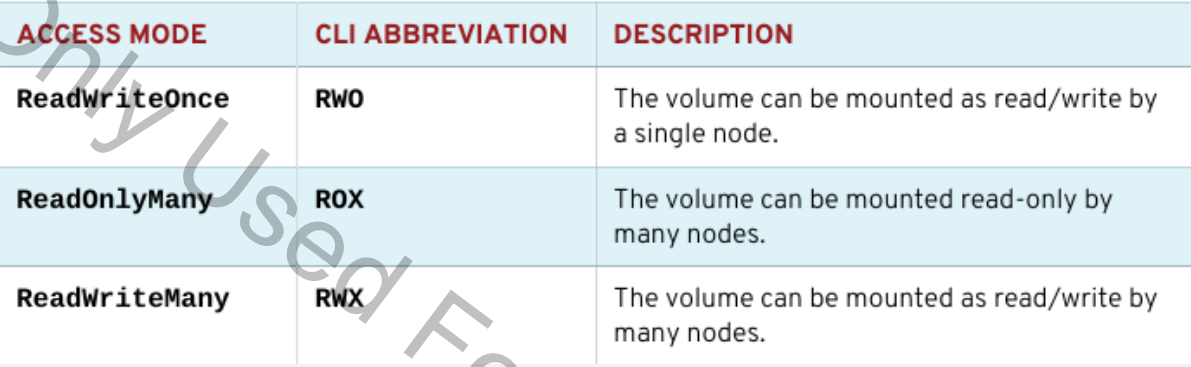 ACCESS MODE CLI ABBREVIATION DESCRIPTION
ReadWriteOnce RWO The volume can be mounted as read/write by
a single node.
ReadOnlyMany ROX The volume can be mounted read-only by
many nodes.
ReadWriteMany RWX The volume can be mounted as read/write by
many nodes.
Only Used Fo